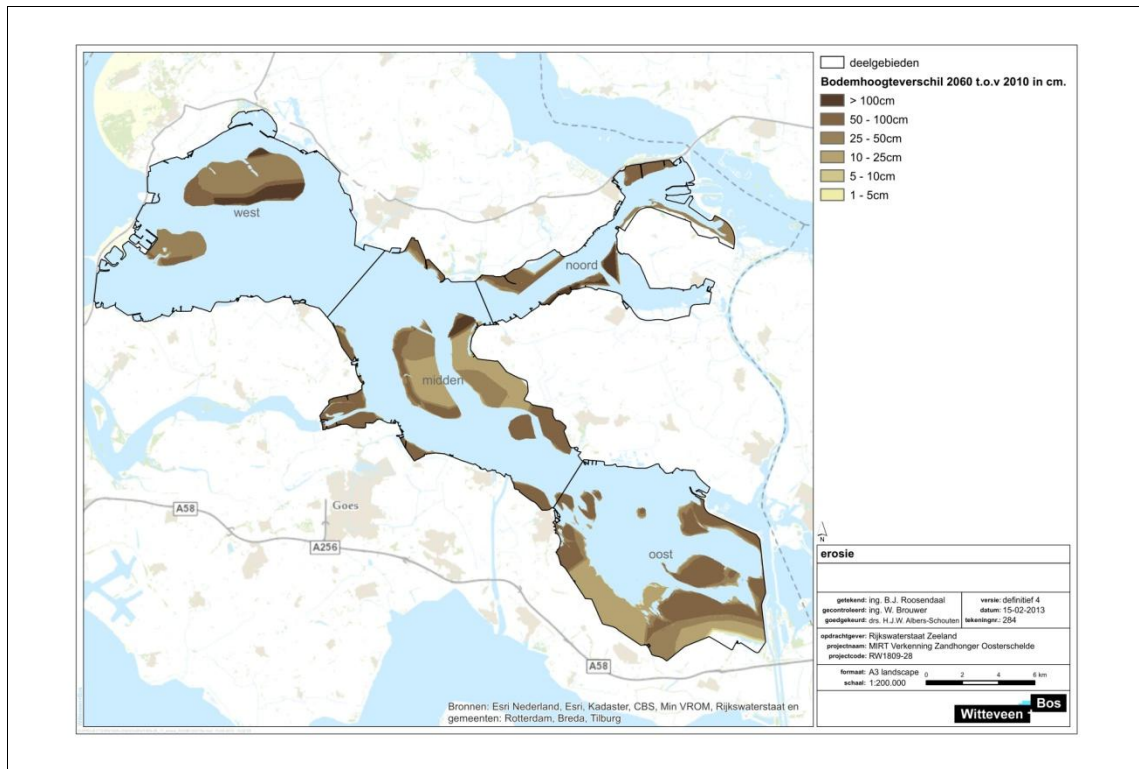 deelgebieden
Bodemhoogteverschil 2060 t.o.v 2010 in cm.
> 100cm
50 - 100cm
25 - 50cm
10 - 25cm
5 - 10cm
1 - 5cm
west
noord
midden
oost
Goes
A58
A256
A58
Bronnen: Esri Nederland, Esri, Kadaster, CBS, Min VROM, Rijkswaterstaat en
gemeenten: Rotterdam, Breda, Tilburg
N
erosie
getekend: ing. B.J. Roosendaal versie: definitief 4
gecontroleerd: ing. W. Brouwer datum: 15-02-2013
goedgekeurd: drs. H.J.W. Albers-Schouten tekeningnr.: 284
opdrachtgever: Rijkswaterstaat Zeeland
projectnaam: MIRT Verkenning Zandhonger Oosterschelde
projectcode: RW1809-28
formaat: A3 landscape
schaal: 1:200.000
0 2 4 6 km
Witteveen + Bos